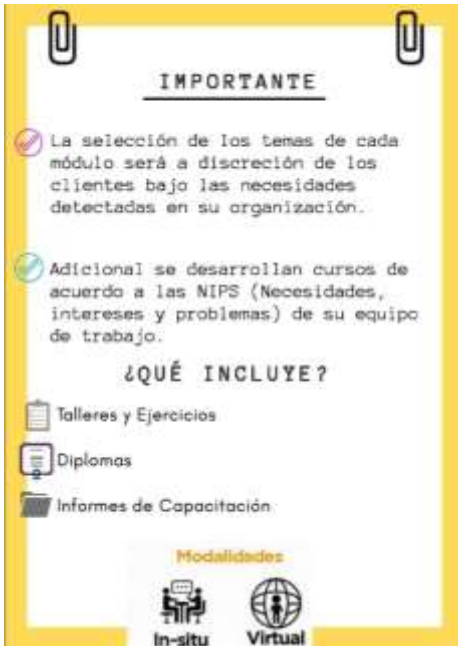 IMPORTANTE
La selección de los temas de cada
módulo será a discreción de los
clientes bajo las necesidades
detectadas en su organización.
Adicional se desarrollan cursos de
acuerdo a las NIPS (Necesidades,
intereses y problemas) de su equipo
de trabajo.
¿QUÉ INCLUYE?
Talleres y Ejercicios
Diplomas
Informes de Capacitación
Modalidades
In-situ Virtual